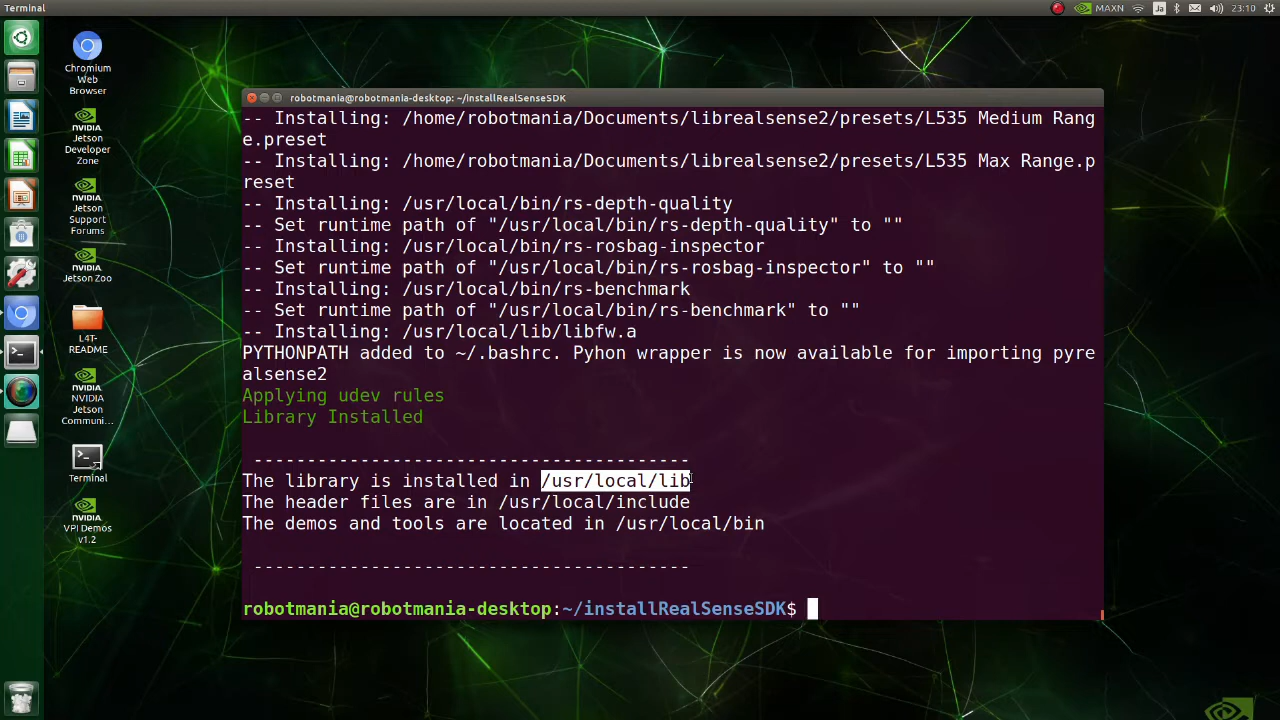 Terminal
MAXN
Ja
23:10
Chromium
Web
Browser
NVIDIA
Jetson
Developer
Zone
NVIDIA
Jetson
Support
Forums
NVIDIA
Jetson Zoo
L4T-
README
NVIDIA
NVIDIA
Jetson
Communi...
Terminal
NVIDIA
VPI Demos
v1.2
robotmania@robotmania-desktop: ~/installRealSenseSDK
-- Installing: /home/robotmania/Documents/librealsense2/presets/L535 Medium Rang
e.preset
-- Installing: /home/robotmania/Documents/librealsense2/presets/L535 Max Range.p
reset
-- Installing: /usr/local/bin/rs-depth-quality
-- Set runtime path of "/usr/local/bin/rs-depth-quality" to ""
-- Installing: /usr/local/bin/rs-rosbag-inspector
-- Set runtime path of "/usr/local/bin/rs-rosbag-inspector" to ""
-- Installing: /usr/local/bin/rs-benchmark
-- Set runtime path of "/usr/local/bin/rs-benchmark" to ""
-- Installing: /usr/local/lib/libfw.a
PYTHONPATH added to ~/.bashrc. Pyhon wrapper is now available for importing pyre
alsense2
Applying udev rules
Library Installed
-----------------------------------------
The library is installed in /usr/local/lib
The header files are in /usr/local/include
The demos and tools are located in /usr/local/bin
-----------------------------------------
robotmania@robotmania-desktop:~/installRealSenseSDK$